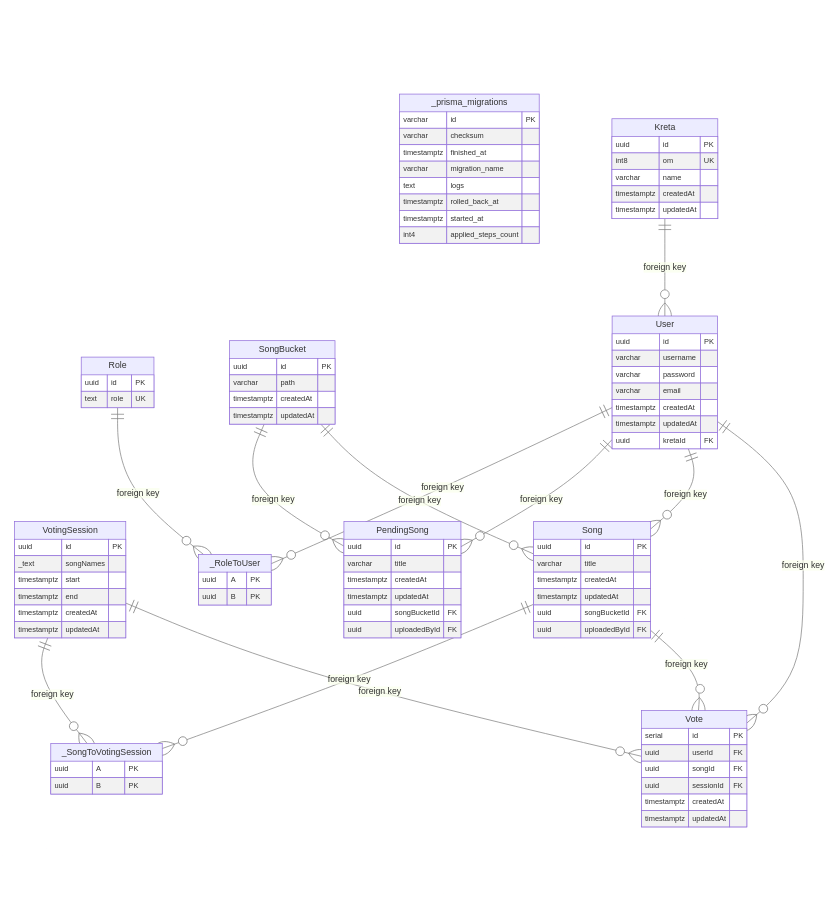 _prisma_migrations
varchar id PK
varchar checksum
timestamptz finished_at
varchar migration_name
text logs
timestamptz rolled_back_at
timestamptz started_at
int4 applied_steps_count
Kreta
uuid id PK
int8 om UK
varchar name
timestamptz createdAt
timestamptz updatedAt
foreign key
User
uuid id PK
varchar username
varchar password
varchar email
timestamptz createdAt
timestamptz updatedAt
uuid kretaId FK
SongBucket
uuid id PK
varchar path
timestamptz createdAt
timestamptz updatedAt
Role
uuid id PK
text role UK
foreign key
foreign key
foreign key
foreign key
foreign key
foreign key
foreign key
VotingSession
uuid id PK
_text songNames
timestamptz start
timestamptz end
timestamptz createdAt
timestamptz updatedAt
_RoleToUser
uuid A PK
uuid B PK
PendingSong
uuid id PK
varchar title
timestamptz createdAt
timestamptz updatedAt
uuid songBucketId FK
uuid uploadedById FK
Song
uuid id PK
varchar title
timestamptz createdAt
timestamptz updatedAt
uuid songBucketId FK
uuid uploadedById FK
foreign key
foreign key
foreign key
foreign key
_SongToVotingSession
uuid A PK
uuid B PK
Vote
serial id PK
uuid userId FK
uuid songId FK
uuid sessionId FK
timestamptz createdAt
timestamptz updatedAt